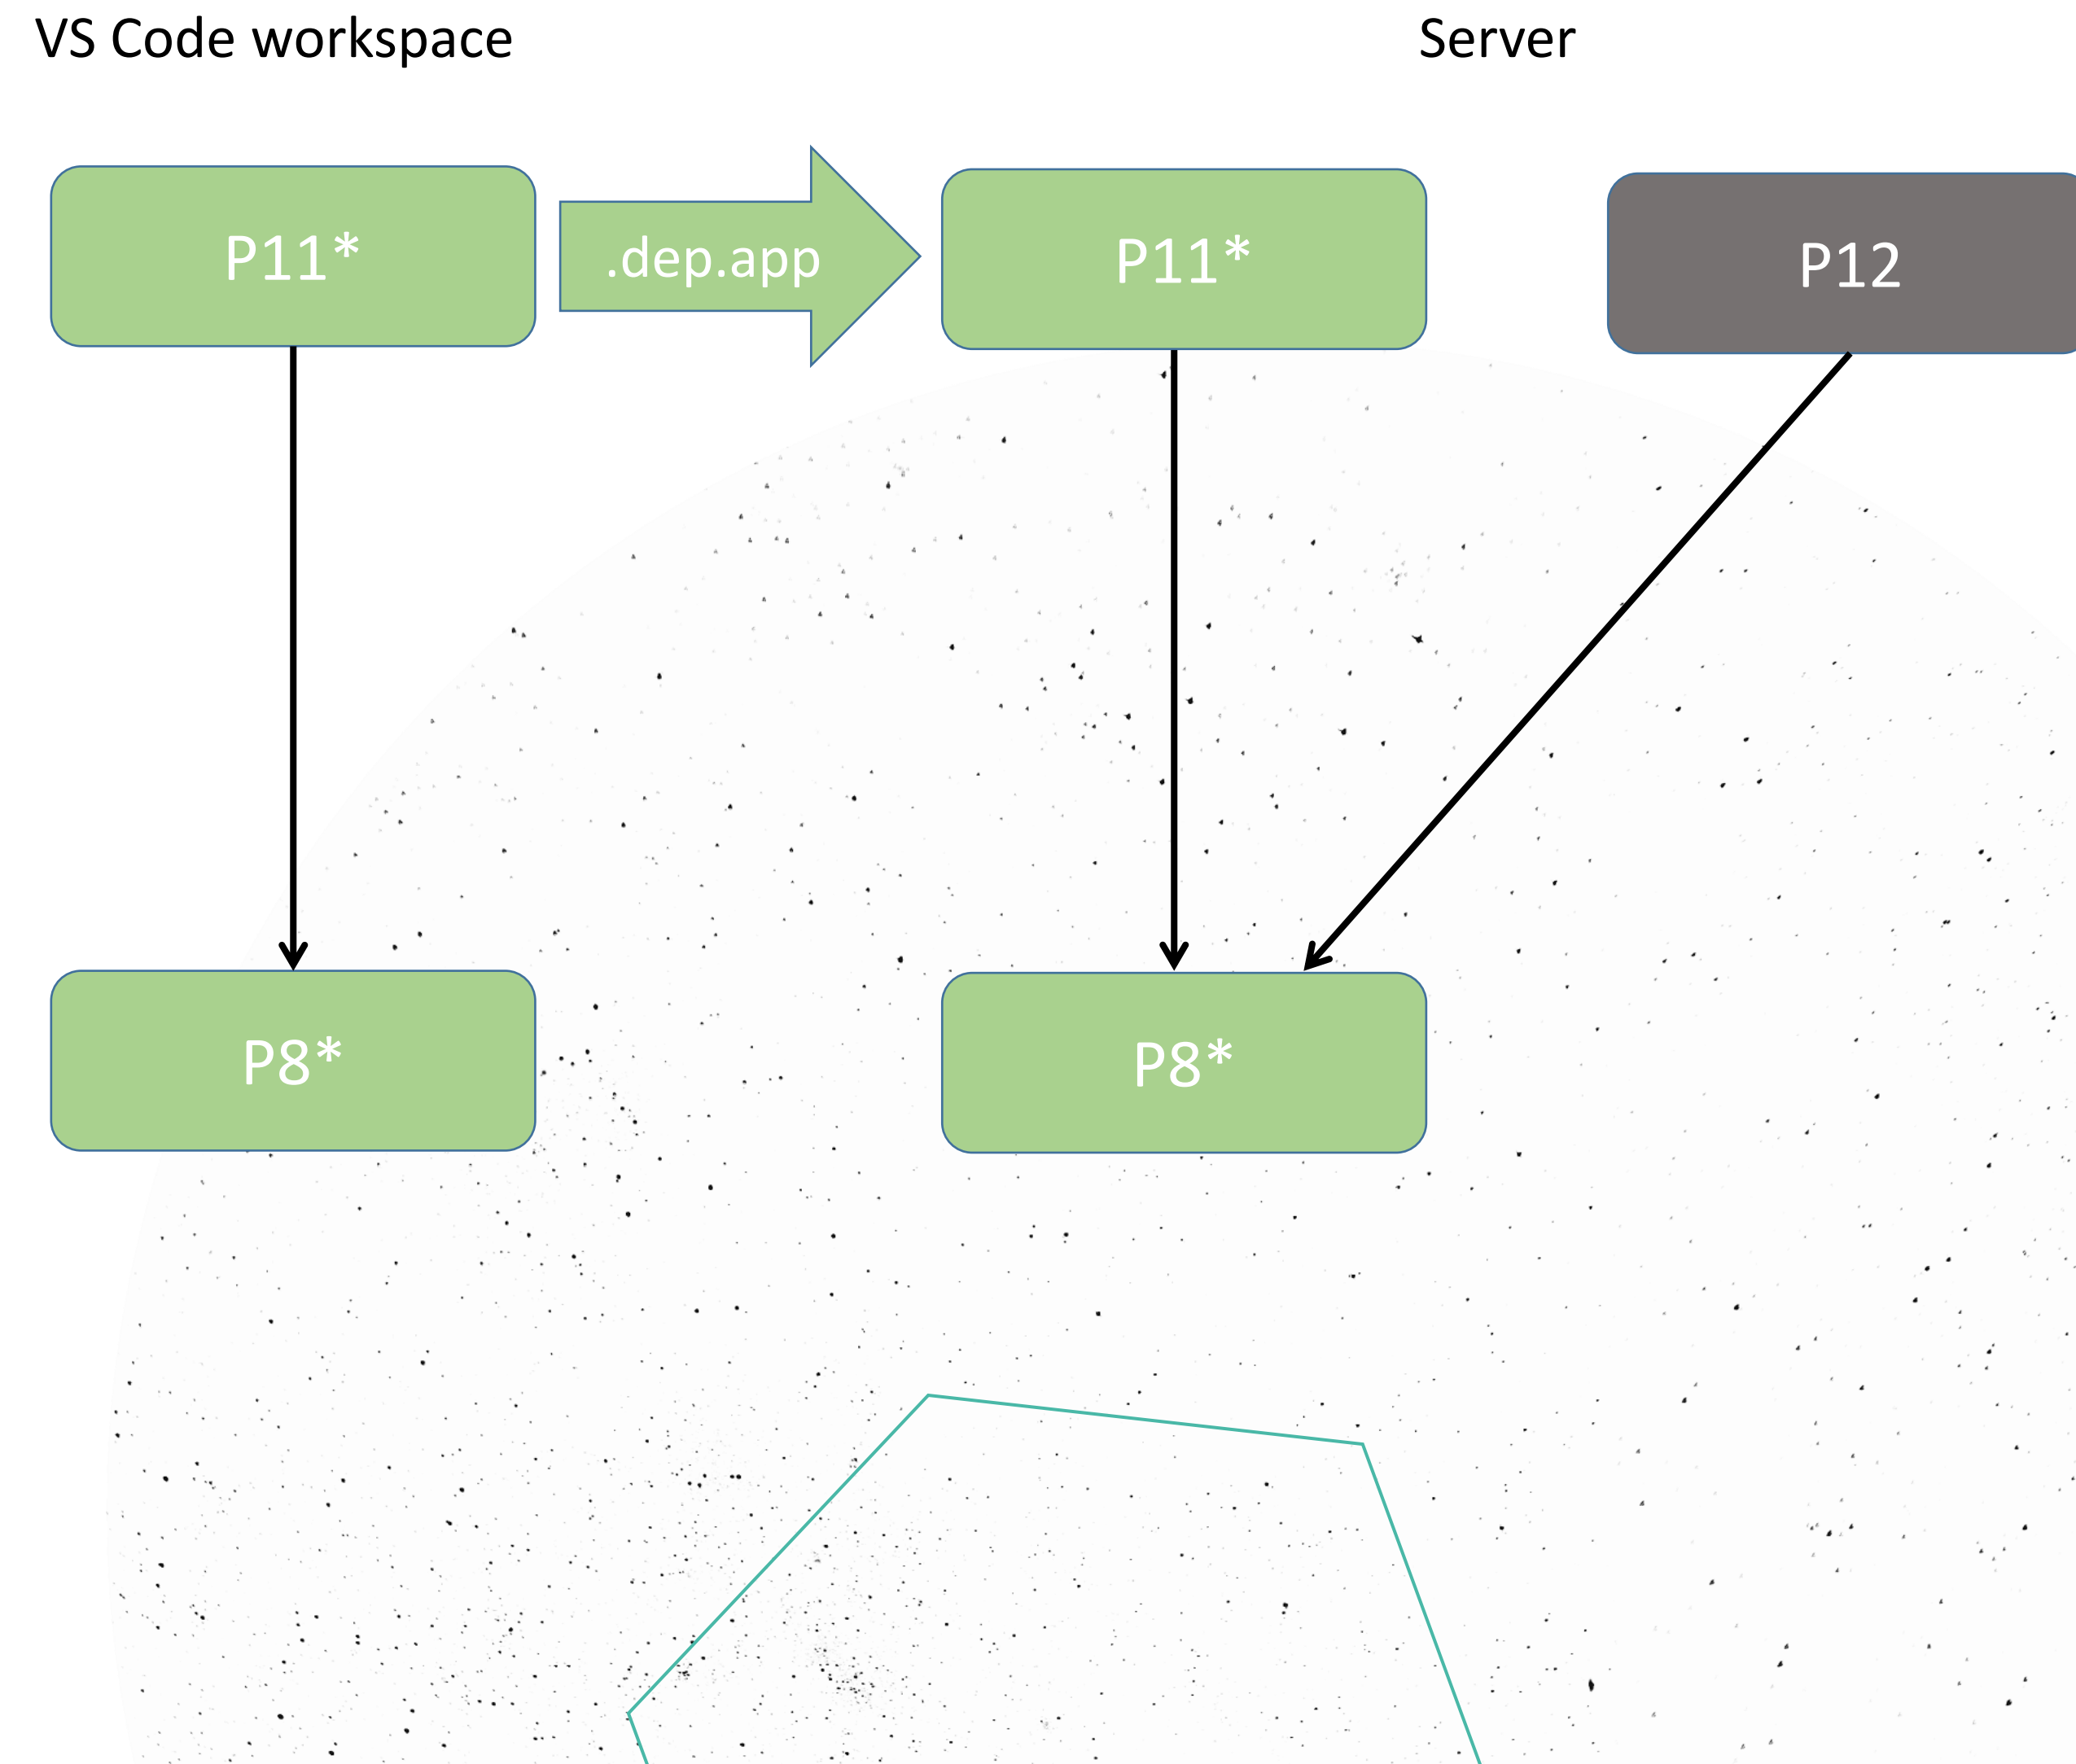 VS Code workspace
Server
P11*
.dep.app
P11*
P12
P8*
P8*